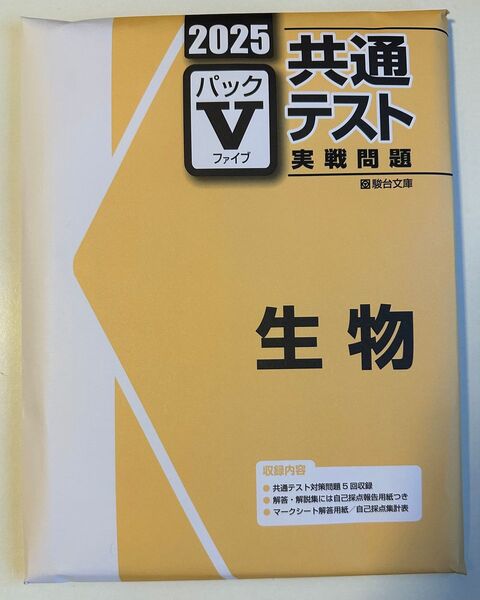 2025
パック
V
ファイブ
共通
テスト
実戦問題
駿台文庫
生物
収録内容
● 共通テスト対策問題5回収録
● 解答・解説集には自己採点報告用紙つき
● マークシート解答用紙／自己採点集計表